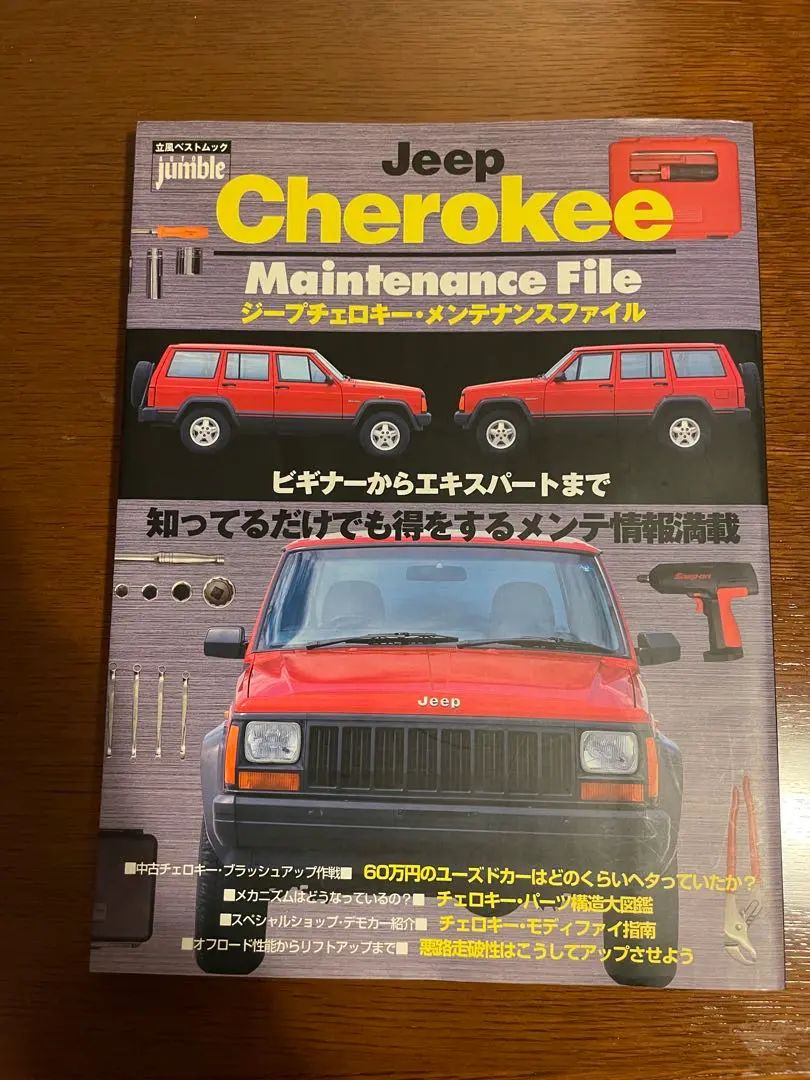 立風ベストムック
AUTO
jumble
Jeep
Cherokee
Maintenance File
ジープチェロキー・メンテナンスファイル
ビギナーからエキスパートまで
知ってるだけでも得をするメンテ情報満載
Snap-on
Jeep
■中古チェロキー・ブラッシュアップ作戦■ 60万円のユーズドカーはどのくらいヘタっていたか?
■メカニズムはどうなっているの?■ チェロキー・パーツ構造大図鑑
■スペシャルショップ・デモカー紹介■ チェロキー・モディファイ指南
■オフロード性能からリフトアップまで■ 悪路走破性はこうしてアップさせよう